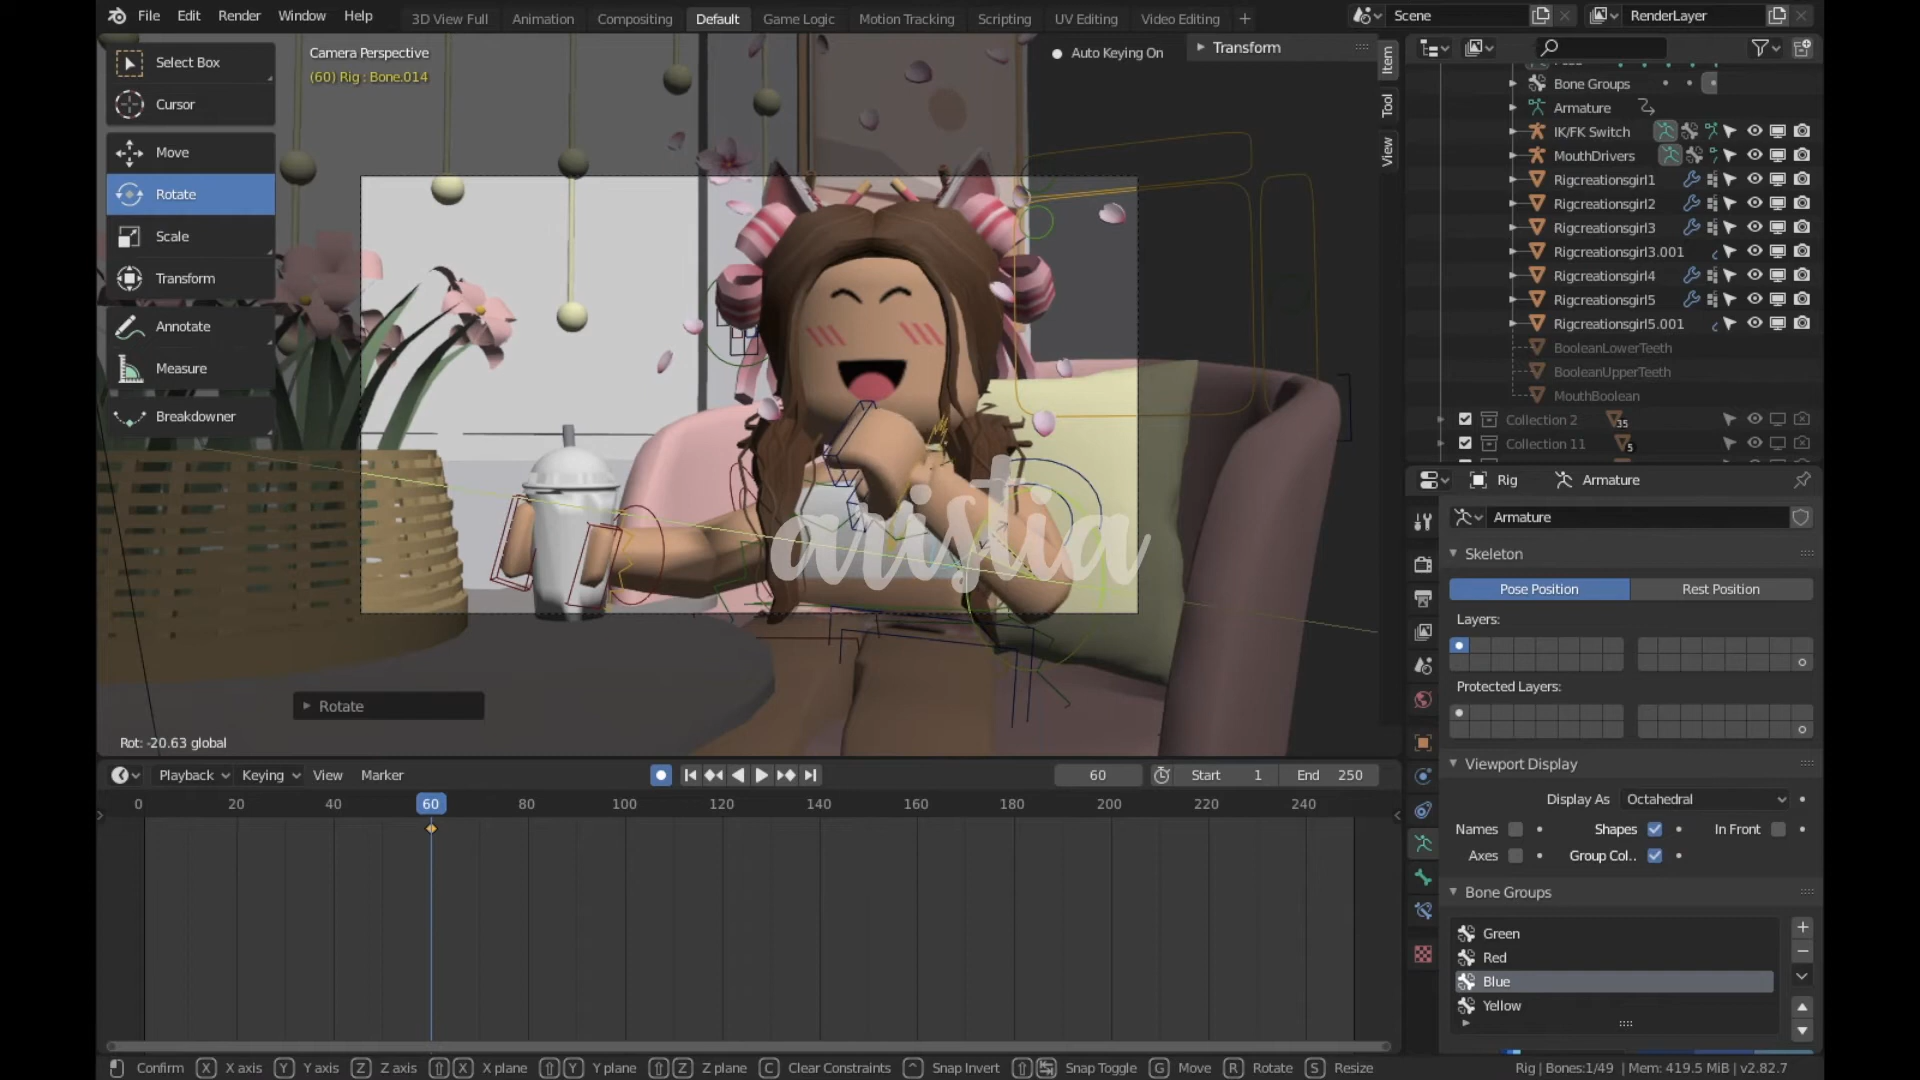 File Edit Render Window Help
3D View Full Animation Compositing Default Game Logic Motion Tracking Scripting UV Editing Video Editing +
Scene
RenderLayer
Select Box
Cursor
Move
Rotate
Scale
Transform
Annotate
Measure
Breakdowner
Camera Perspective
(60) Rig : Bone.014
Auto Keying On
Transform
Item
Tool
View
aristia
Rotate
Rot: -20.63 global
Bone Groups
Armature
IK/FK Switch
MouthDrivers
Rigcreationsgirl1
Rigcreationsgirl2
Rigcreationsgirl3
Rigcreationsgirl3.001
Rigcreationsgirl4
Rigcreationsgirl5
Rigcreationsgirl5.001
BooleanLowerTeeth
BooleanUpperTeeth
MouthBoolean
Collection 2 35
Collection 11 5
Rig Armature
Armature
Skeleton
Pose Position Rest Position
Layers:
Protected Layers:
Viewport Display
Display As Octahedral
Names Shapes In Front
Axes Group Col..
Bone Groups
Green
Red
Blue
Yellow
Playback Keying View Marker
60 Start 1 End 250
0 20 40 60 80 100 120 140 160 180 200 220 240
Confirm X X axis Y Y axis Z Z axis X X plane Y Y plane Z Z plane C Clear Constraints ^ Snap Invert Snap Toggle G Move R Rotate S Resize
Rig | Bones:1/49 | Mem: 419.5 MiB | v2.82.7